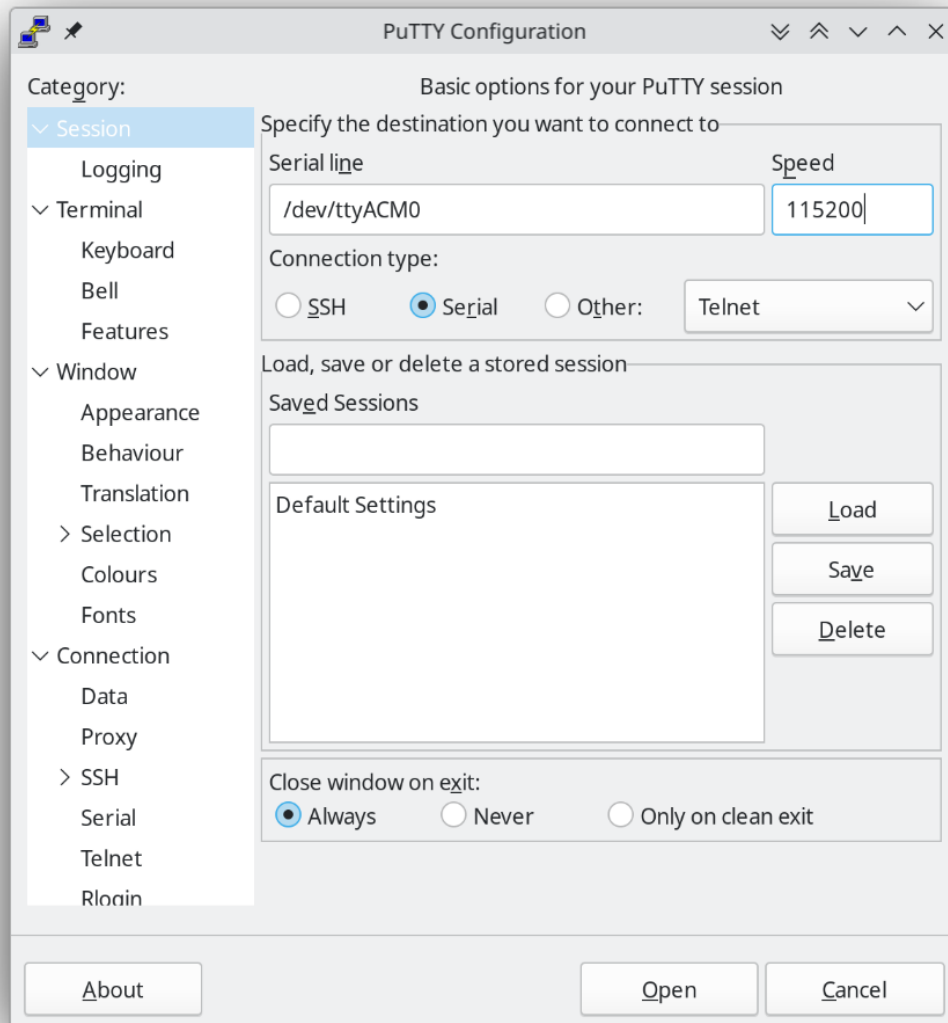 PuTTY Configuration
Category:
Session
Logging
Terminal
Keyboard
Bell
Features
Window
Appearance
Behaviour
Translation
Selection
Colours
Fonts
Connection
Data
Proxy
SSH
Serial
Telnet
Rlogin
Basic options for your PuTTY session
Specify the destination you want to connect to
Serial line Speed
/dev/ttyACM0 115200
Connection type:
SSH Serial Other: Telnet
Load, save or delete a stored session
Saved Sessions
Default Settings
Load
Save
Delete
Close window on exit:
Always Never Only on clean exit
About Open Cancel